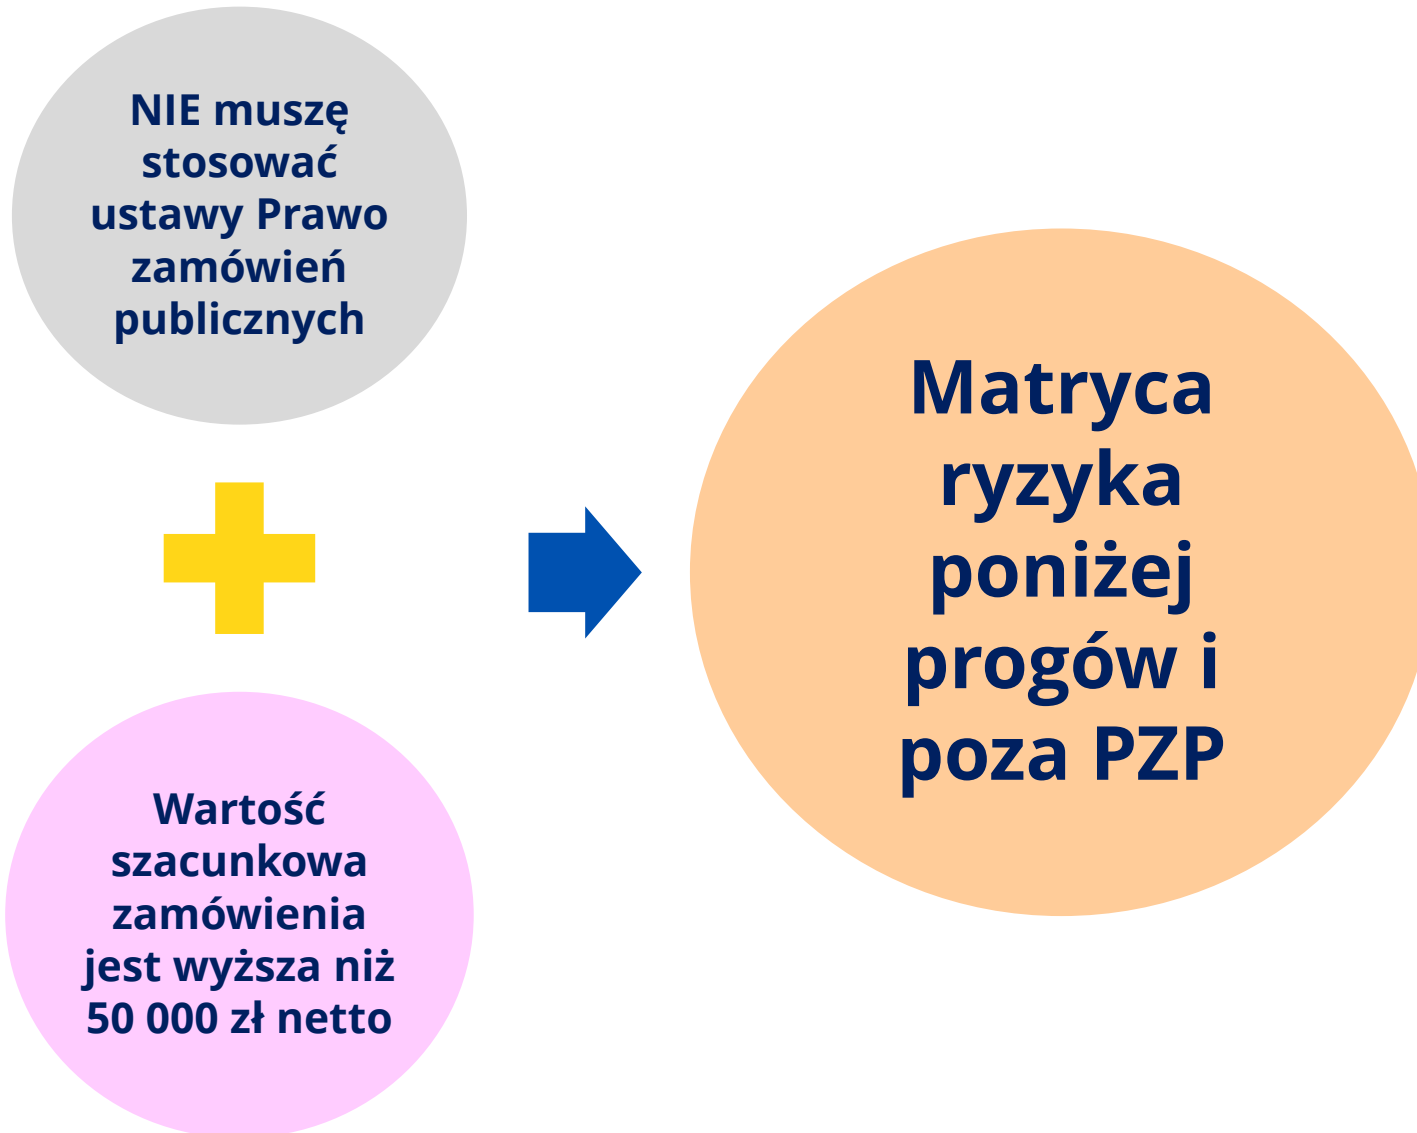 NIE muszę
stosować
ustawy Prawo
zamówień
publicznych
Wartość
szacunkowa
zamówienia
jest wyższa niż
50 000 zł netto
Matryca
ryzyka
poniżej
progów i
poza PZP